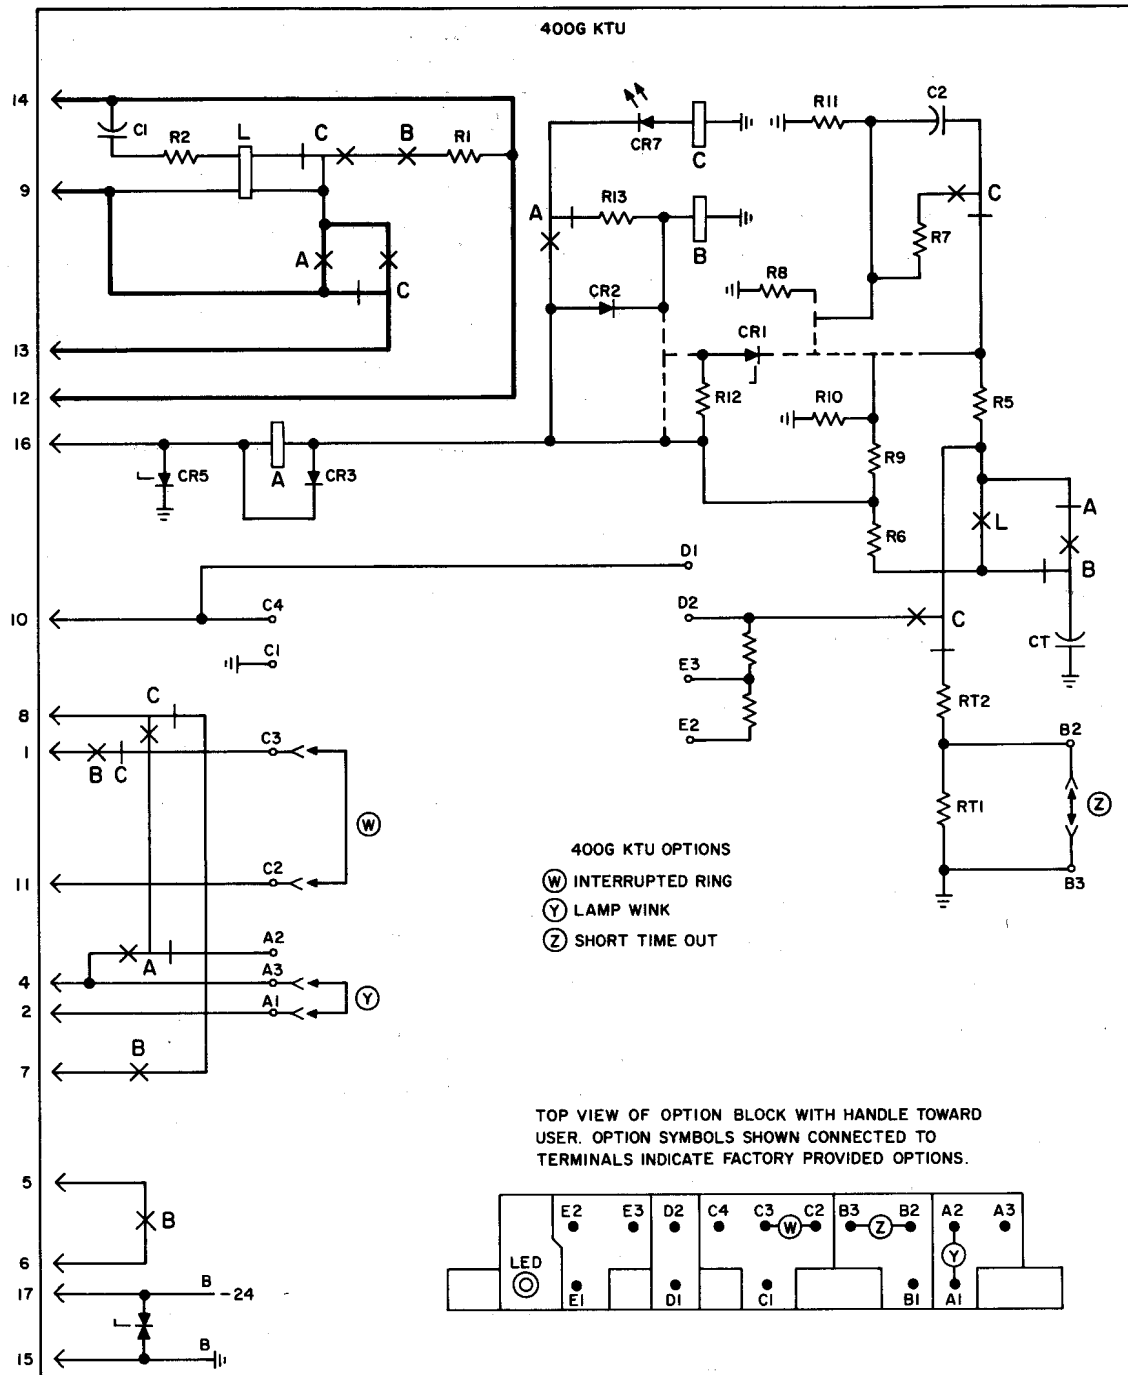 400G KTU
14
C1
R2
L
C
B
R1
9
A
C
13
12
16
CR5
A
CR3
CR7
C
R11
C2
A
R13
B
C
R7
R8
CR2
CR1
R12
R10
R5
R9
A
L
R6
B
D1
10
C4
D2
C
CT
C1
E3
8
C
RT2
1
B C
C3
E2
B2
W
RT1
Z
11
C2
B3
400G KTU OPTIONS
W INTERRUPTED RING
Y LAMP WINK
Z SHORT TIME OUT
A
A2
4
A3
Y
2
A1
7
B
TOP VIEW OF OPTION BLOCK WITH HANDLE TOWARD
USER. OPTION SYMBOLS SHOWN CONNECTED TO
TERMINALS INDICATE FACTORY PROVIDED OPTIONS.
5
B
6
17
B
-24
15
B
E2 E3 D2 C4 C3 W C2 B3 Z B2 A2 A3
LED
Y
E1 D1 C1 B1 A1